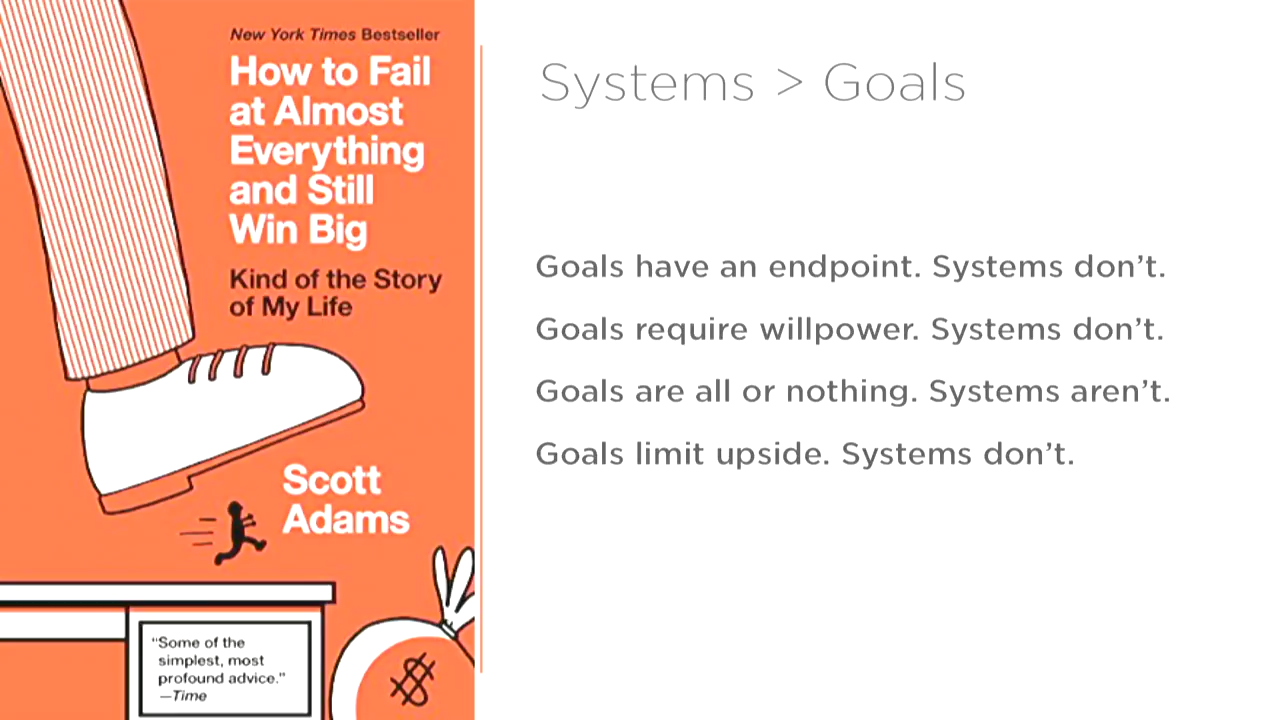 New York Times Bestseller
How to Fail
at Almost
Everything
and Still
Win Big
Kind of the Story
of My Life
Scott
Adams
"Some of the
simplest, most
profound advice."
—Time
$
Systems > Goals
Goals have an endpoint. Systems don’t.
Goals require willpower. Systems don’t.
Goals are all or nothing. Systems aren’t.
Goals limit upside. Systems don’t.